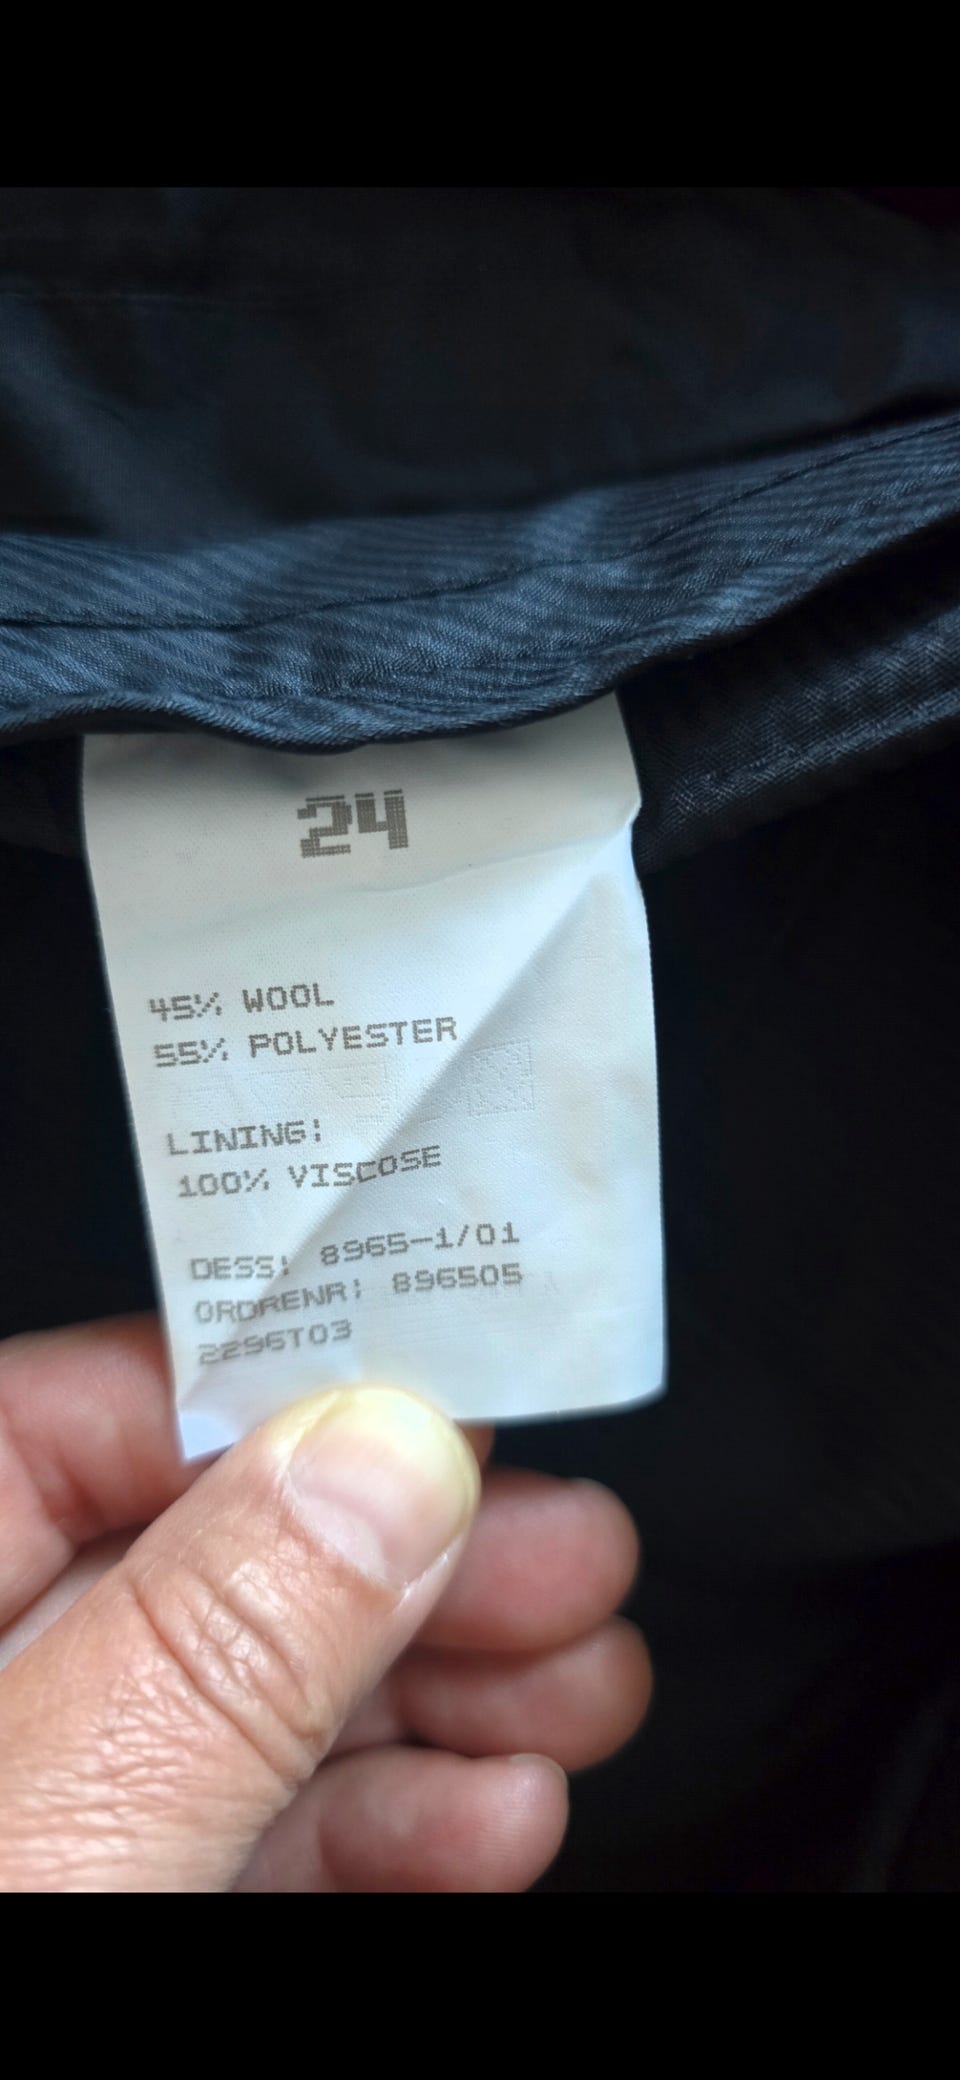 24
45% WOOL
55% POLYESTER
LINING:
100% VISCOSE
DESS: 8965-1/01
ORDRENR: 896505
2296T03